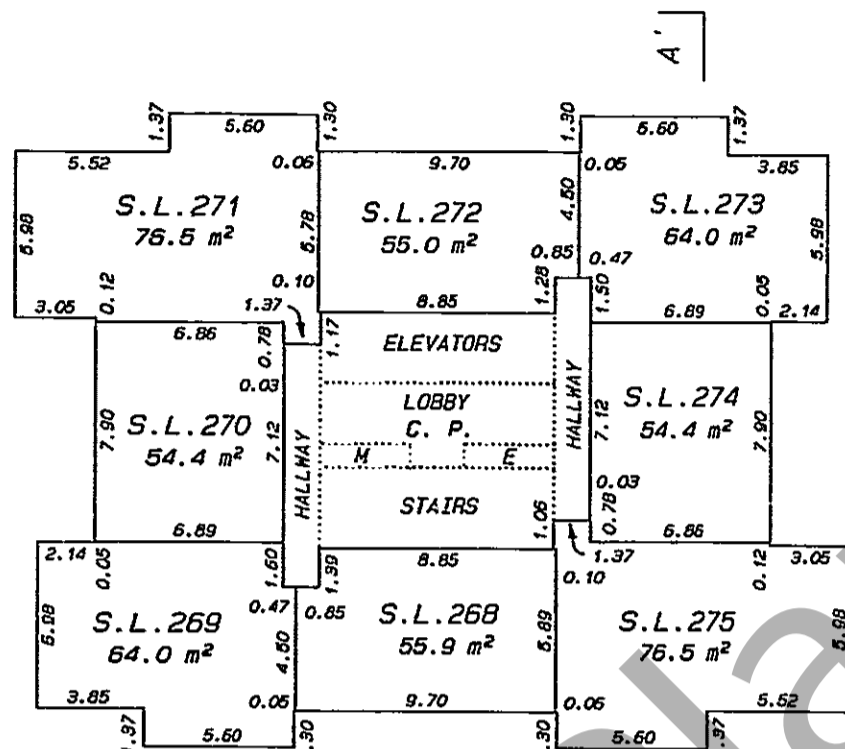 A'
1.37
5.60
1.30
1.30
5.60
1.37
5.52
0.06
9.70
0.05
3.85
S.L.271
76.5 m²
5.98
5.78
S.L.272
55.0 m²
4.50
S.L.273
64.0 m²
5.98
0.85
0.47
3.05
0.12
0.10
1.37
8.85
1.28
1.50
6.89
0.05
2.14
6.86
0.78
1.17
ELEVATORS
0.03
LOBBY
C. P.
HALLWAY
HALLWAY
S.L.270
54.4 m²
7.90
7.12
M
E
7.12
S.L.274
54.4 m²
7.90
STAIRS
0.03
0.78
1.06
6.89
8.85
1.37
6.86
2.14
0.05
1.60
1.39
0.10
0.12
3.05
0.47
0.85
S.L.269
64.0 m²
5.98
4.50
S.L.268
55.9 m²
5.89
S.L.275
76.5 m²
5.98
3.85
0.05
9.70
0.06
5.52
1.37
5.60
1.30
1.30
5.60
1.37